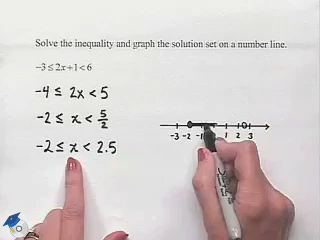 Solve the inequality and graph the solution set on a number line.
-3 ≤ 2x+1 < 6
-4 ≤ 2x < 5
-2 ≤ x < 5/2
-2 ≤ x < 2.5
-3 -2 -1 1 2 3